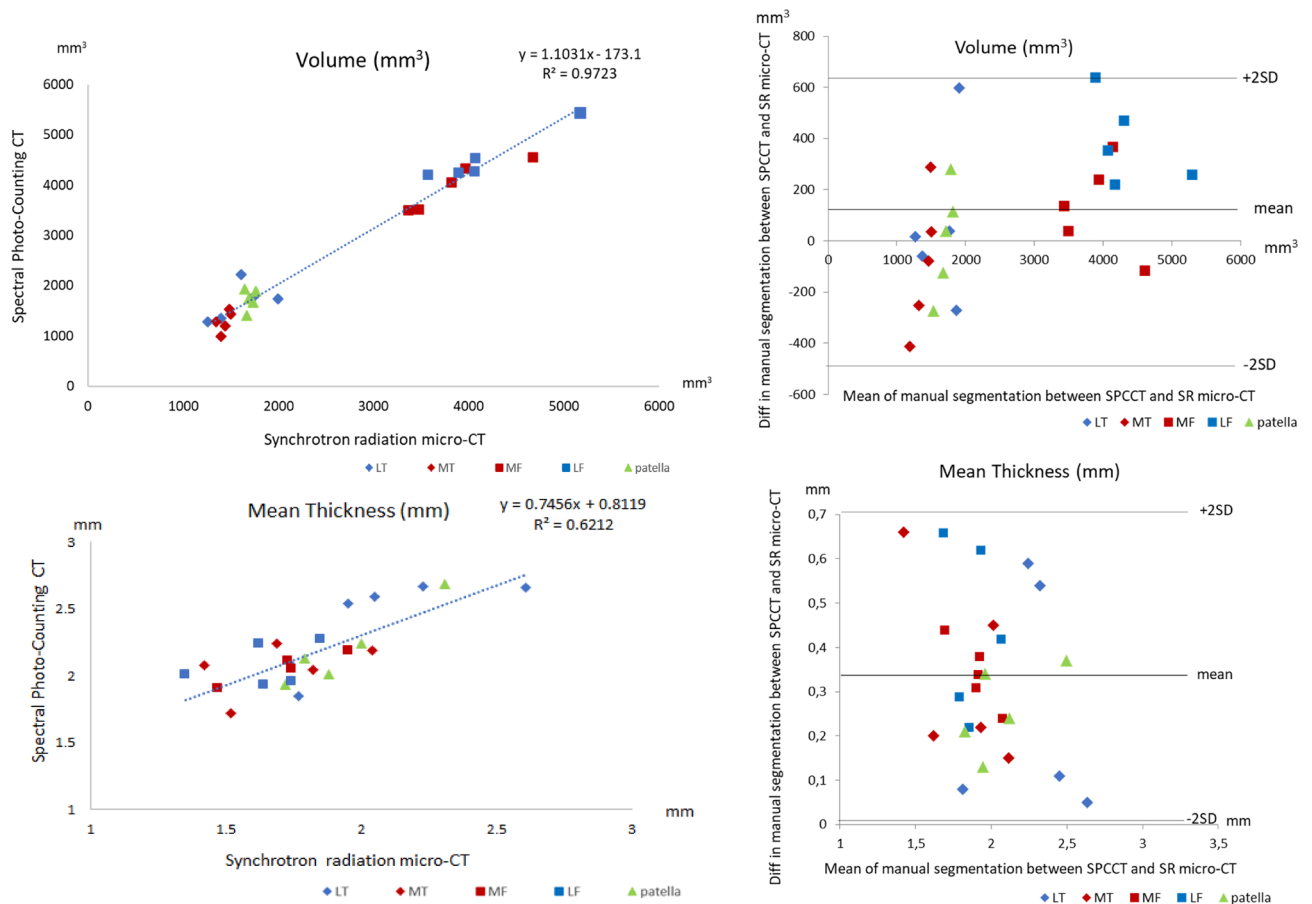 mm³
Volume (mm³)
y = 1.1031x - 173.1
R² = 0.9723
Spectral Photo-Counting CT
6000
5000
4000
3000
2000
1000
0
0 1000 2000 3000 4000 5000 6000
mm³
Synchrotron radiation micro-CT
LT MT MF LF patella
mm³
Volume (mm³)
Diff in manual segmentation between SPCCT and SR micro-CT
800
600
400
200
0
-200
-400
-600
+2SD
mean
-2SD
0 1000 2000 3000 4000 5000 6000
mm³
Mean of manual segmentation between SPCCT and SR micro-CT
LT MT MF LF patella
mm
Mean Thickness (mm)
y = 0.7456x + 0.8119
R² = 0.6212
Spectral Photo-Counting CT
3
2.5
2
1.5
1
1 1.5 2 2.5 3
mm
Synchrotron radiation micro-CT
LT MT MF LF patella
Mean Thickness (mm)
mm
Diff in manual segmentation between SPCCT and SR micro-CT
0,7
0,6
0,5
0,4
0,3
0,2
0,1
0
+2SD
mean
-2SD
mm
1 1,5 2 2,5 3 3,5
Mean of manual segmentation between SPCCT and SR micro-CT
LT MT MF LF patella